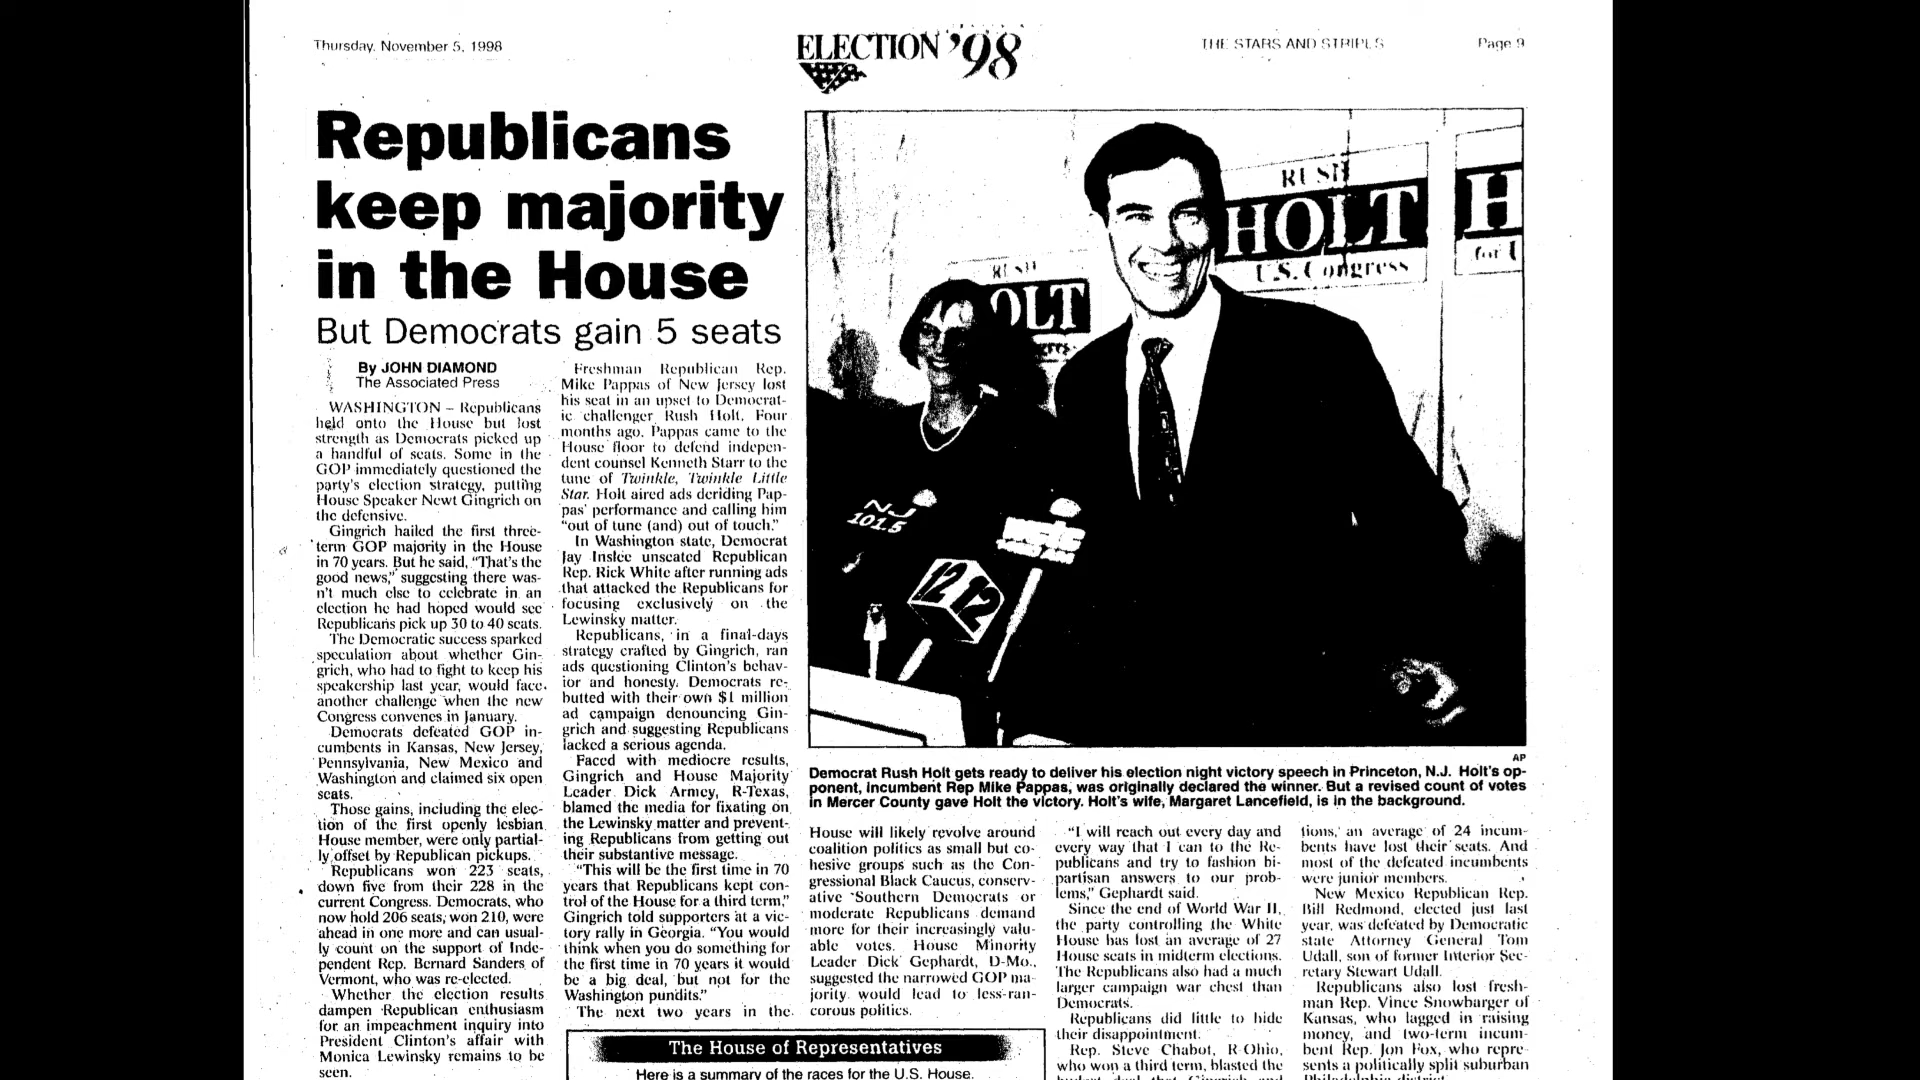 Thursday, November 5, 1998
ELECTION '98
THE STARS AND STRIPES
Page 9
Republicans
keep majority
in the House
But Democrats gain 5 seats
By JOHN DIAMOND
The Associated Press
WASHINGTON – Republicans
held onto the House but lost
strength as Democrats picked up
a handful of seats. Some in the
GOP immediately questioned the
party's election strategy, putting
House Speaker Newt Gingrich on
the defensive.
Gingrich hailed the first three-
term GOP majority in the House
in 70 years. But he said, "That's the
good news," suggesting there was-
n't much else to celebrate in an
election he had hoped would see
Republicans pick up 30 to 40 seats.
The Democratic success sparked
speculation about whether Gin-
grich, who had to fight to keep his
speakership last year, would face
another challenge when the new
Congress convenes in January.
Democrats defeated GOP in-
cumbents in Kansas, New Jersey,
Pennsylvania, New Mexico and
Washington and claimed six open
seats.
Those gains, including the elec-
tion of the first openly lesbian
House member, were only partial-
ly offset by Republican pickups.
Republicans won 223 seats,
down five from their 228 in the
current Congress. Democrats, who
now hold 206 seats, won 210, were
ahead in one more and can usual-
ly count on the support of Inde-
pendent Rep. Bernard Sanders of
Vermont, who was re-elected.
Whether the election results
dampen Republican enthusiasm
for an impeachment inquiry into
President Clinton's affair with
Monica Lewinsky remains to be
seen.
Freshman Republican Rep.
Mike Pappas of New Jersey lost
his seat in an upset to Democrat-
ic challenger Rush Holt. Four
months ago, Pappas came to the
House floor to defend indepen-
dent counsel Kenneth Starr to the
tune of Twinkle, Twinkle Little
Star. Holt aired ads deriding Pap-
pas' performance and calling him
"out of tune (and) out of touch."
In Washington state, Democrat
Jay Inslee unseated Republican
Rep. Rick White after running ads
that attacked the Republicans for
focusing exclusively on the
Lewinsky matter.
Republicans, in a final-days
strategy crafted by Gingrich, ran
ads questioning Clinton's behav-
ior and honesty. Democrats re-
butted with their own $1 million
ad campaign denouncing Gin-
grich and suggesting Republicans
lacked a serious agenda.
Faced with mediocre results,
Gingrich and House Majority
Leader Dick Armey, R-Texas,
blamed the media for fixating on
the Lewinsky matter and prevent-
ing Republicans from getting out
their substantive message.
"This will be the first time in 70
years that Republicans kept con-
trol of the House for a third term,"
Gingrich told supporters at a vic-
tory rally in Georgia. "You would
think when you do something for
the first time in 70 years it would
be a big deal, but not for the
Washington pundits."
The next two years in the
RUSH
HOLT
U.S. Congress
H
for U
RUSH
OLT
gress
NJ
101.5
12 12
AP
Democrat Rush Holt gets ready to deliver his election night victory speech in Princeton, N.J. Holt's op-
ponent, incumbent Rep Mike Pappas, was originally declared the winner. But a revised count of votes
in Mercer County gave Holt the victory. Holt's wife, Margaret Lancefield, is in the background.
House will likely revolve around
coalition politics as small but co-
hesive groups such as the Con-
gressional Black Caucus, conserv-
ative Southern Democrats or
moderate Republicans demand
more for their increasingly valu-
able votes. House Minority
Leader Dick Gephardt, D-Mo.,
suggested the narrowed GOP ma-
jority would lead to less-ran-
corous politics.
"I will reach out every day and
every way that I can to the Re-
publicans and try to fashion bi-
partisan answers to our prob-
lems," Gephardt said.
Since the end of World War II,
the party controlling the White
House has lost an average of 27
House seats in midterm elections.
The Republicans also had a much
larger campaign war chest than
Democrats.
Republicans did little to hide
their disappointment.
Rep. Steve Chabot, R-Ohio,
who won a third term, blasted the
budget deal that Gingrich and
tions, an average of 24 incum-
bents have lost their seats. And
most of the defeated incumbents
were junior members.
New Mexico Republican Rep.
Bill Redmond, elected just last
year, was defeated by Democratic
state Attorney General Tom
Udall, son of former Interior Sec-
retary Stewart Udall.
Republicans also lost fresh-
man Rep. Vince Snowbarger of
Kansas, who lagged in raising
money, and two-term incum-
bent Rep. Jon Fox, who repre-
sents a politically split suburban
Philadelphia district.
The House of Representatives
Here is a summary of the races for the U.S. House.